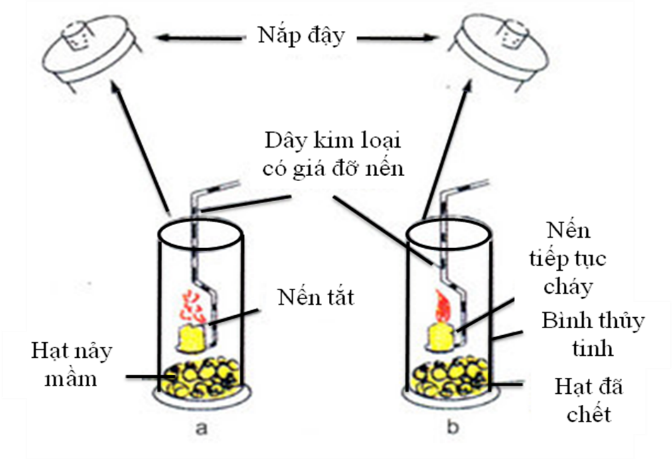 Nắp đậy
Dây kim loại
có giá đỡ nến
Nến
tiếp tục
cháy
Nến tắt
Bình thủy
tinh
Hạt nảy
mầm
Hạt đã
chết
a
b